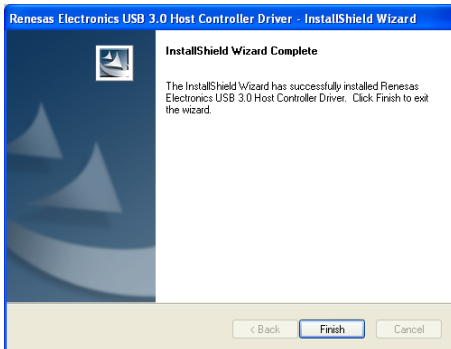 Renesas Electronics USB 3.0 Host Controller Driver - InstallShield Wizard
InstallShield Wizard Complete
The InstallShield Wizard has successfully installed Renesas
Electronics USB 3.0 Host Controller Driver. Click Finish to exit
the wizard.
< Back
Finish
Cancel